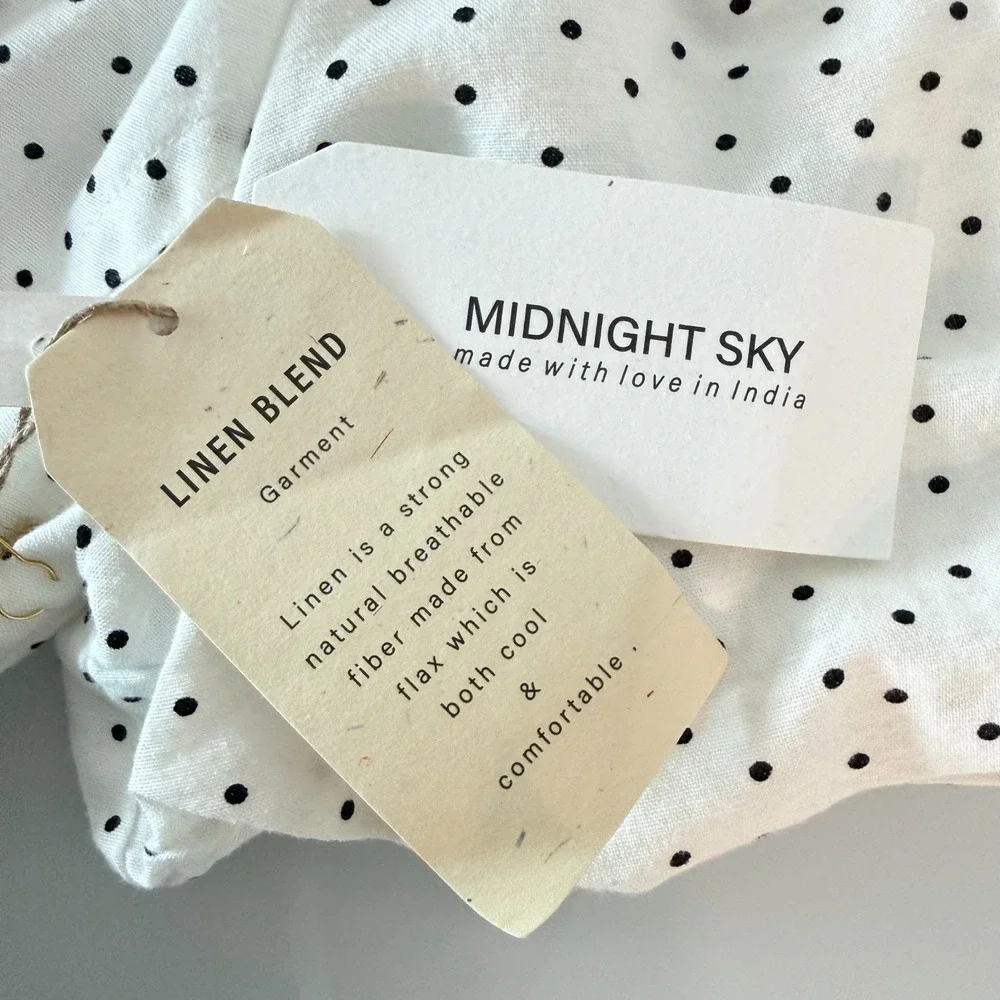 MIDNIGHT SKY
made with love in India
LINEN BLEND
Garment
Linen is a strong
natural breathable
fiber made from
flax which is
both cool
&
comfortable .